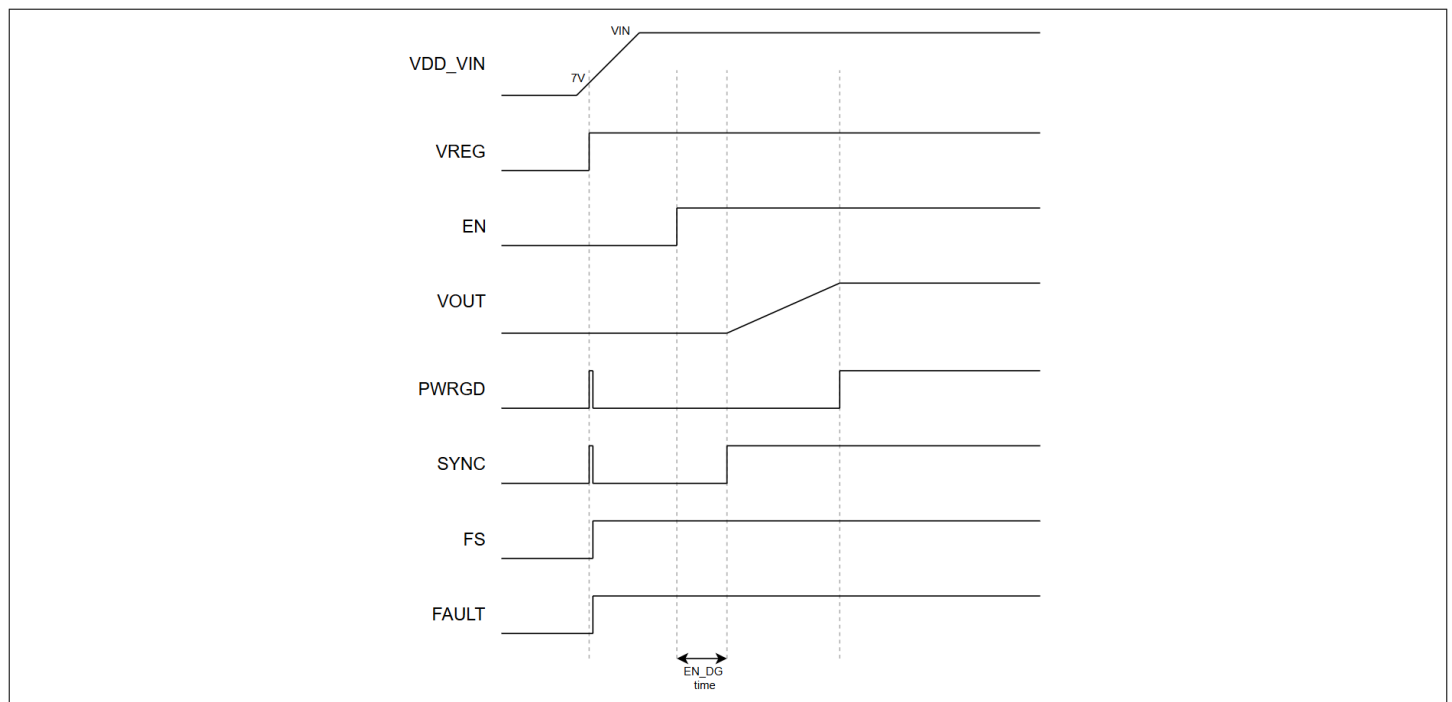 VIN
VDD_VIN
7V
VREG
EN
VOUT
PWRGD
SYNC
FS
FAULT
EN_DG
time